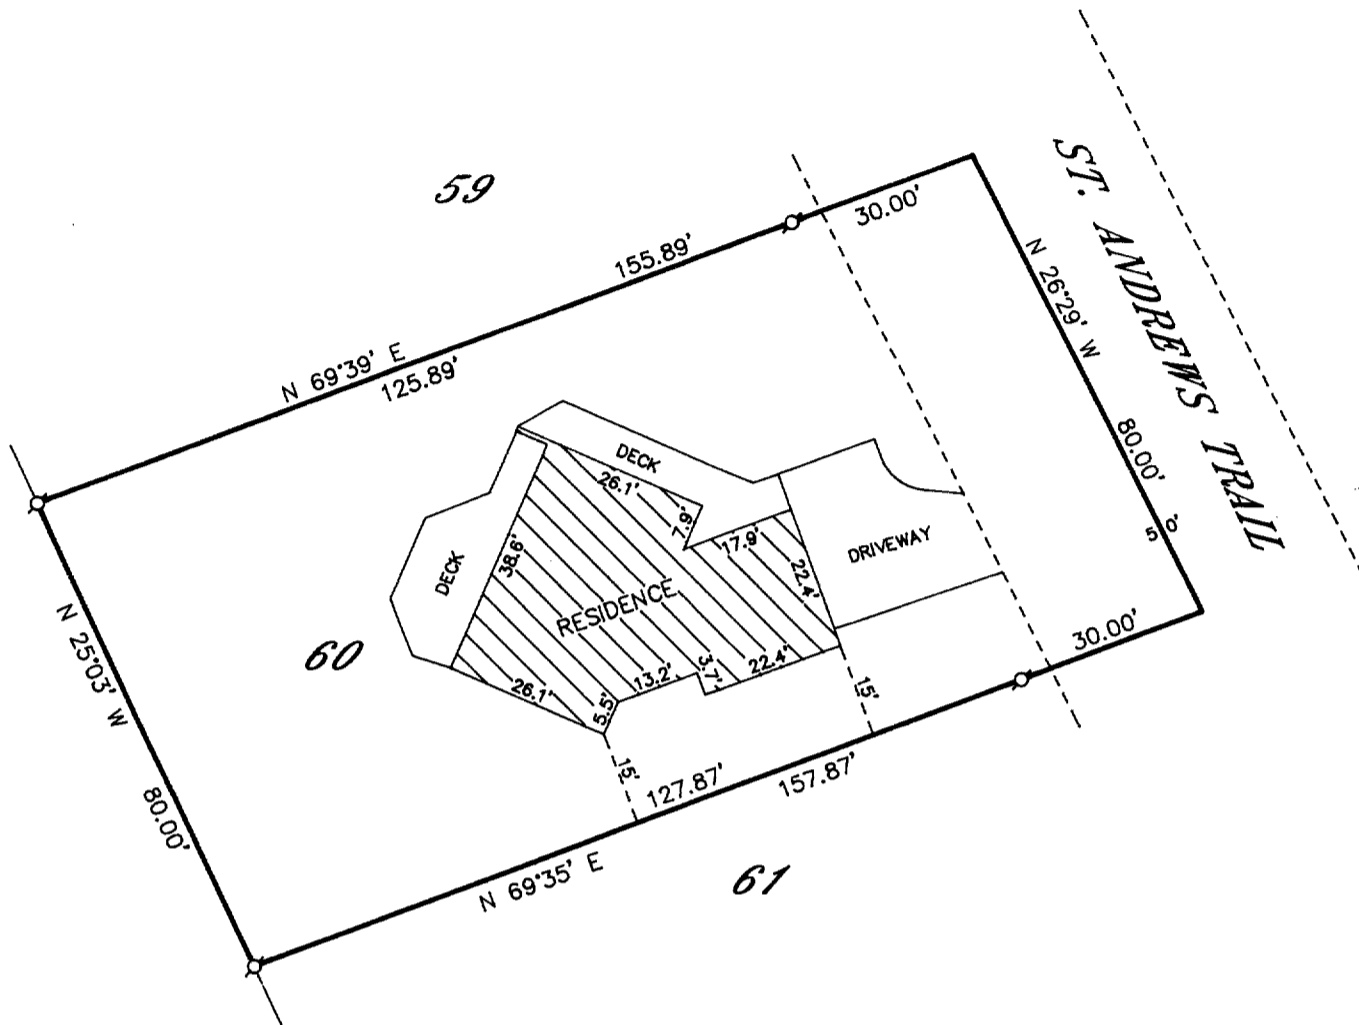 59
ST. ANDREWS TRAIL
30.00'
155.89'
N 69°39' E
125.89'
N 26°29' W
80.00'
DECK
26.1'
7.9'
17.9'
DRIVEWAY
22.4'
38.6'
DECK
RESIDENCE
60
N 25°03' W
80.00'
13.2'
3.7'
22.4'
26.1'
5.5'
15'
15'
30.00'
127.87'
157.87'
N 69°35' E
61